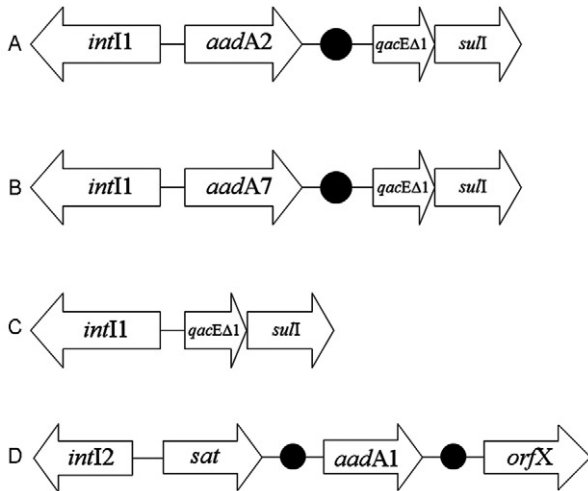 A intI1 aadA2 qacEΔ1 sulI
B intI1 aadA7 qacEΔ1 sulI
C intI1 qacEΔ1 sulI
D intI2 sat aadA1 orfX